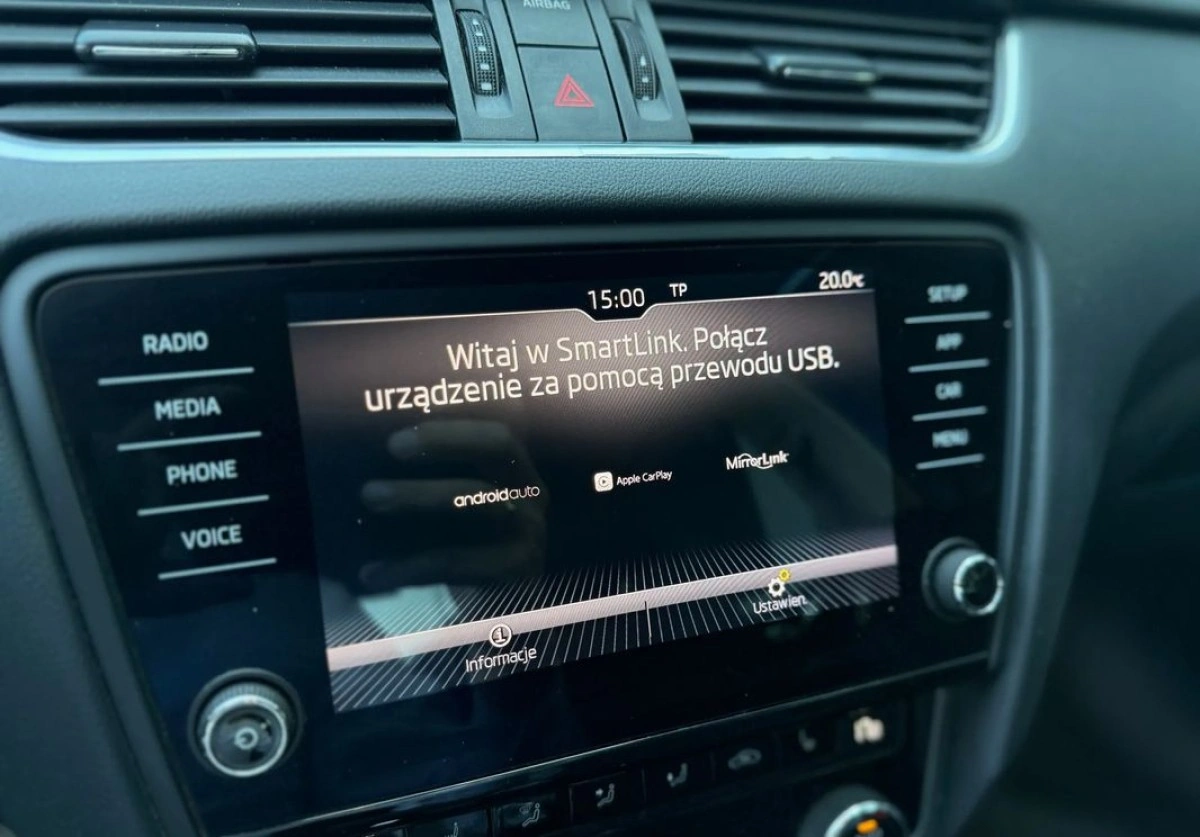 AIRBAG
15:00
TP
20.0°C
Witaj w SmartLink. Połącz
urządzenie za pomocą przewodu USB.
RADIO
MEDIA
PHONE
VOICE
androidauto
Apple CarPlay
MirrorLink
Informacje
Ustawien.
SETUP
APP
CAR
MENU